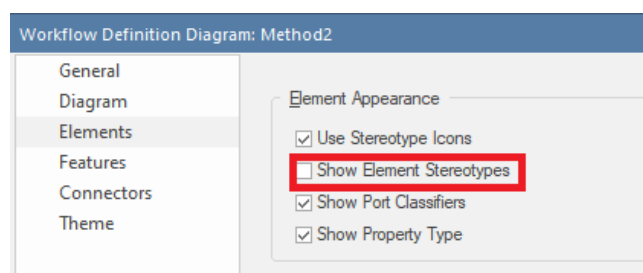 Workflow Definition Diagram: Method2
General
Diagram
Elements
Features
Connectors
Theme
Element Appearance
Use Stereotype Icons
Show Element Stereotypes
Show Port Classifiers
Show Property Type